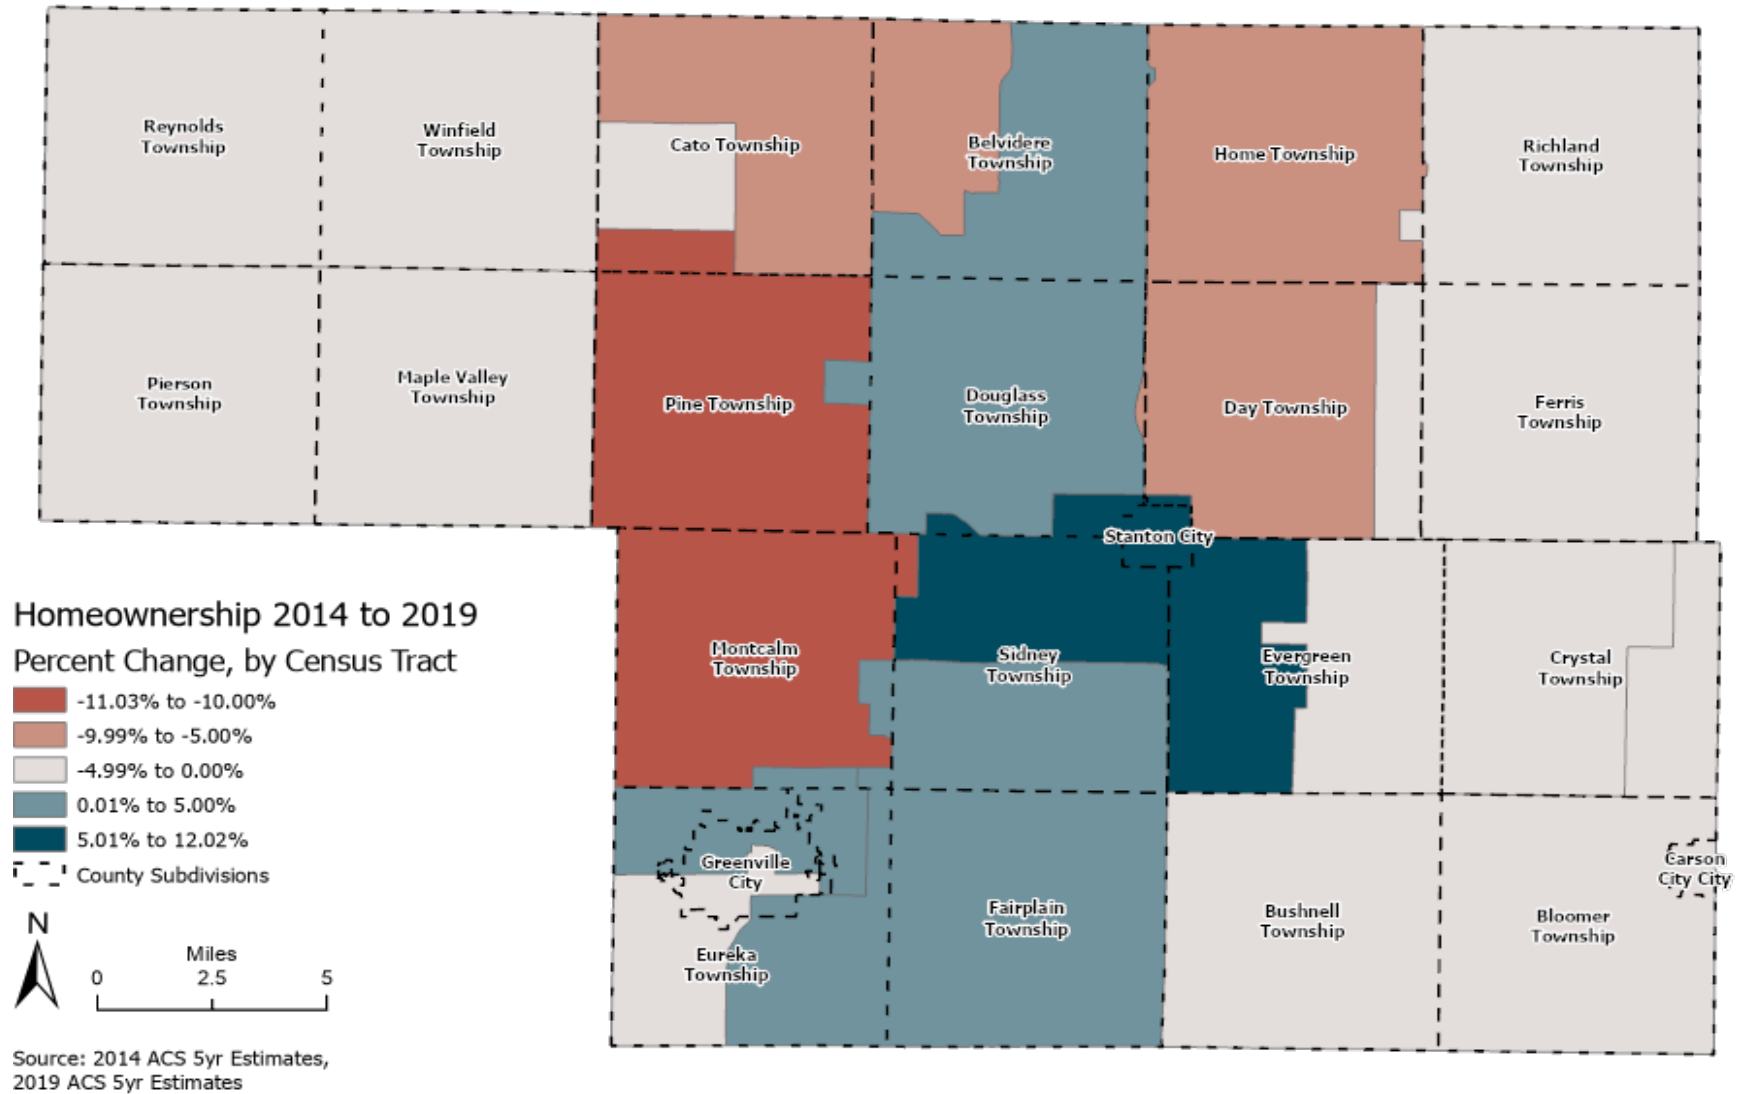 Reynolds
Township
Winfield
Township
Cato Township
Belvidere
Township
Home Township
Richland
Township
Pierson
Township
Maple Valley
Township
Pine Township
Douglass
Township
Day Township
Ferris
Township
Stanton City
Montcalm
Township
Sidney
Township
Evergreen
Township
Crystal
Township
Greenville
City
Eureka
Township
Fairplain
Township
Bushnell
Township
Bloomer
Township
Carson
City City
Homeownership 2014 to 2019
Percent Change, by Census Tract
-11.03% to -10.00%
-9.99% to -5.00%
-4.99% to 0.00%
0.01% to 5.00%
5.01% to 12.02%
County Subdivisions
N
Miles
0 2.5 5
Source: 2014 ACS 5yr Estimates,
2019 ACS 5yr Estimates